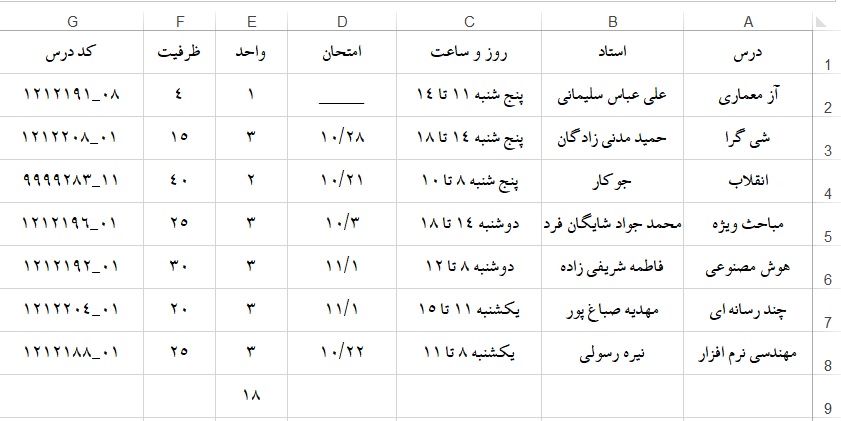 A B C D E F G
1 درس استاد روز و ساعت امتحان واحد ظرفیت کد درس
2 آز معماری علی عباس سلیمانی پنج شنبه ۱۱ تا ۱۴ _____ ۱ ٤ ۱۲۱۲۱۹۱_۰۸
3 شی گرا حمید مدنی زادگان پنج شنبه ۱۴ تا ۱۸ ۱۰/۲۸ ۳ ۱۵ ۱۲۱۲۲۰۸_۰۱
4 انقلاب جوکار پنج شنبه ۸ تا ۱۰ ۱۰/۲۱ ۲ ٤۰ ۹۹۹۹۲۸۳_۱۱
5 مباحث ویژه محمد جواد شایگان فرد دوشنبه ۱۴ تا ۱۸ ۱۰/۳ ۳ ۲۵ ۱۲۱۲۱۹۶_۰۱
6 هوش مصنوعی فاطمه شریفی زاده دوشنبه ۸ تا ۱۲ ۱۱/۱ ۳ ۳۰ ۱۲۱۲۱۹۲_۰۱
7 چند رسانه ای مهدیه صباغ پور یکشنبه ۱۱ تا ۱۵ ۱۱/۱ ۳ ۲۰ ۱۲۱۲۲۰٤_۰۱
8 مهندسی نرم افزار نیره رسولی یکشنبه ۸ تا ۱۱ ۱۰/۲۲ ۳ ۲۵ ۱۲۱۲۱۸۸_۰۱
9 ۱۸